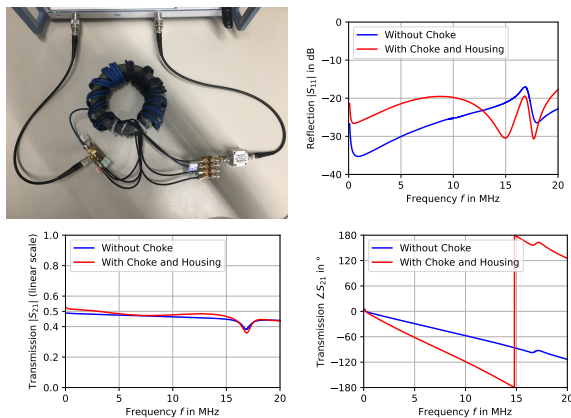 0
−10
−20
−30
−40
0
5
10
15
20
Reflection |S11| in dB
Frequency f in MHz
Without Choke
With Choke and Housing
1.0
0.8
0.6
0.5
0.4
0.2
0.0
0
5
10
15
20
Transmission |S21| (linear scale)
Frequency f in MHz
Without Choke
With Choke and Housing
180
120
60
0
−60
−120
−180
0
5
10
15
20
Transmission ∠S21 in °
Frequency f in MHz
Without Choke
With Choke and Housing